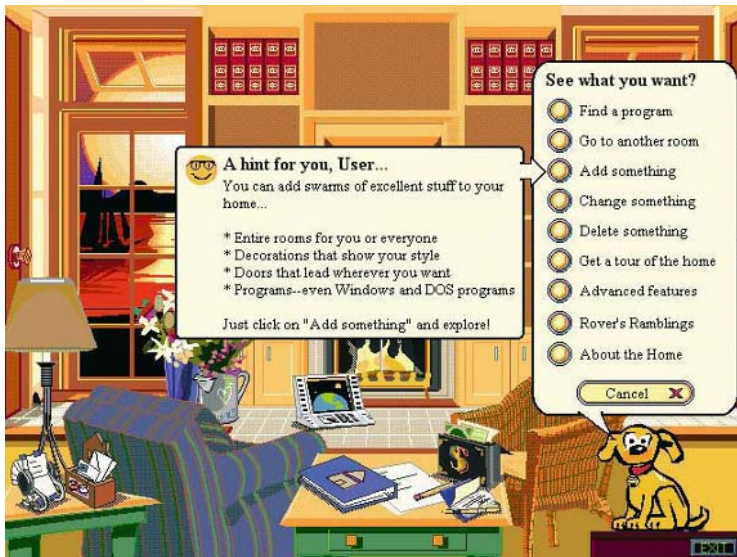 See what you want?
Find a program
Go to another room
Add something
Change something
Delete something
Get a tour of the home
Advanced features
Rover's Ramblings
About the Home
Cancel X
A hint for you, User...
You can add swarms of excellent stuff to your
home...
* Entire rooms for you or everyone
* Decorations that show your style
* Doors that lead wherever you want
* Programs--even Windows and DOS programs
Just click on "Add something" and explore!
$
EXIT